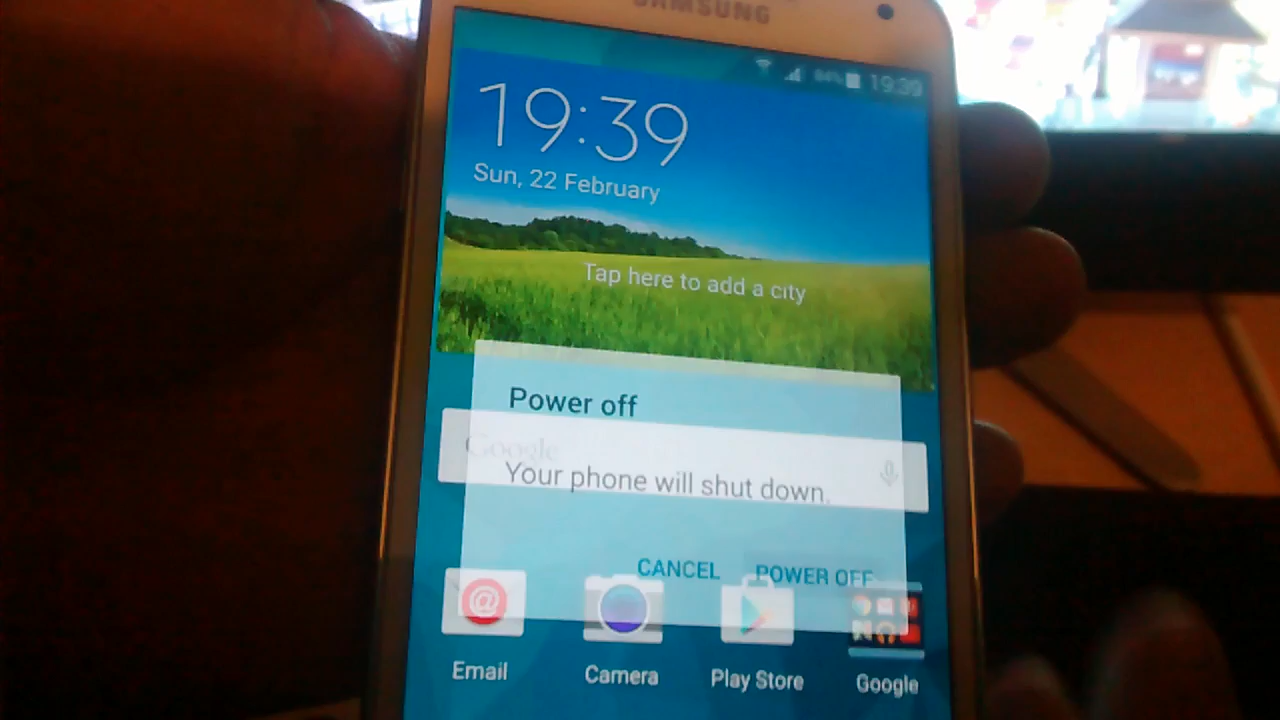 SAMSUNG
84% 19:39
19:39
Sun, 22 February
Tap here to add a city
Power off
Google
Your phone will shut down.
CANCEL POWER OFF
Email Camera Play Store Google